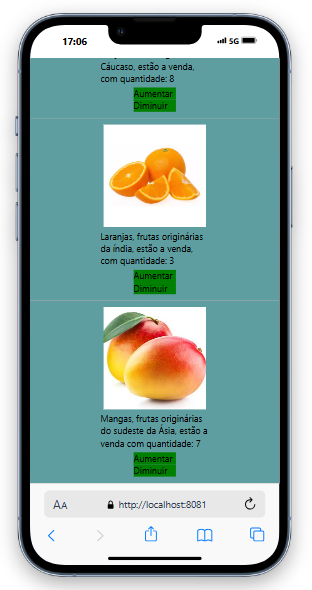 17:06
5G
Cáucaso, estão a venda,
com quantidade: 8
Aumentar
Diminuir
Laranjas, frutas originárias
da índia, estão a venda,
com quantidade: 3
Aumentar
Diminuir
Mangas, frutas originárias
do sudeste da Ásia, estão a
venda com quantidade: 7
Aumentar
Diminuir
AA
http://localhost:8081